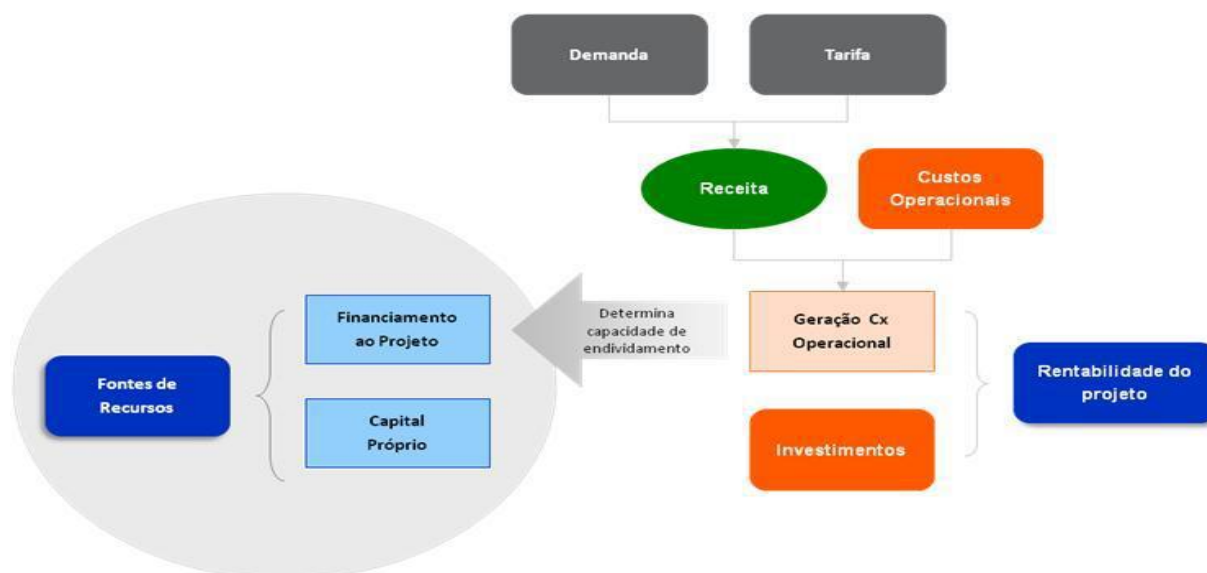 Demanda
Tarifa
Receita
Custos
Operacionais
Determina
capacidade de
endividamento
Geração Cx
Operacional
Financiamento
ao Projeto
Fontes de
Recursos
Capital
Próprio
Investimentos
Rentabilidade do
projeto